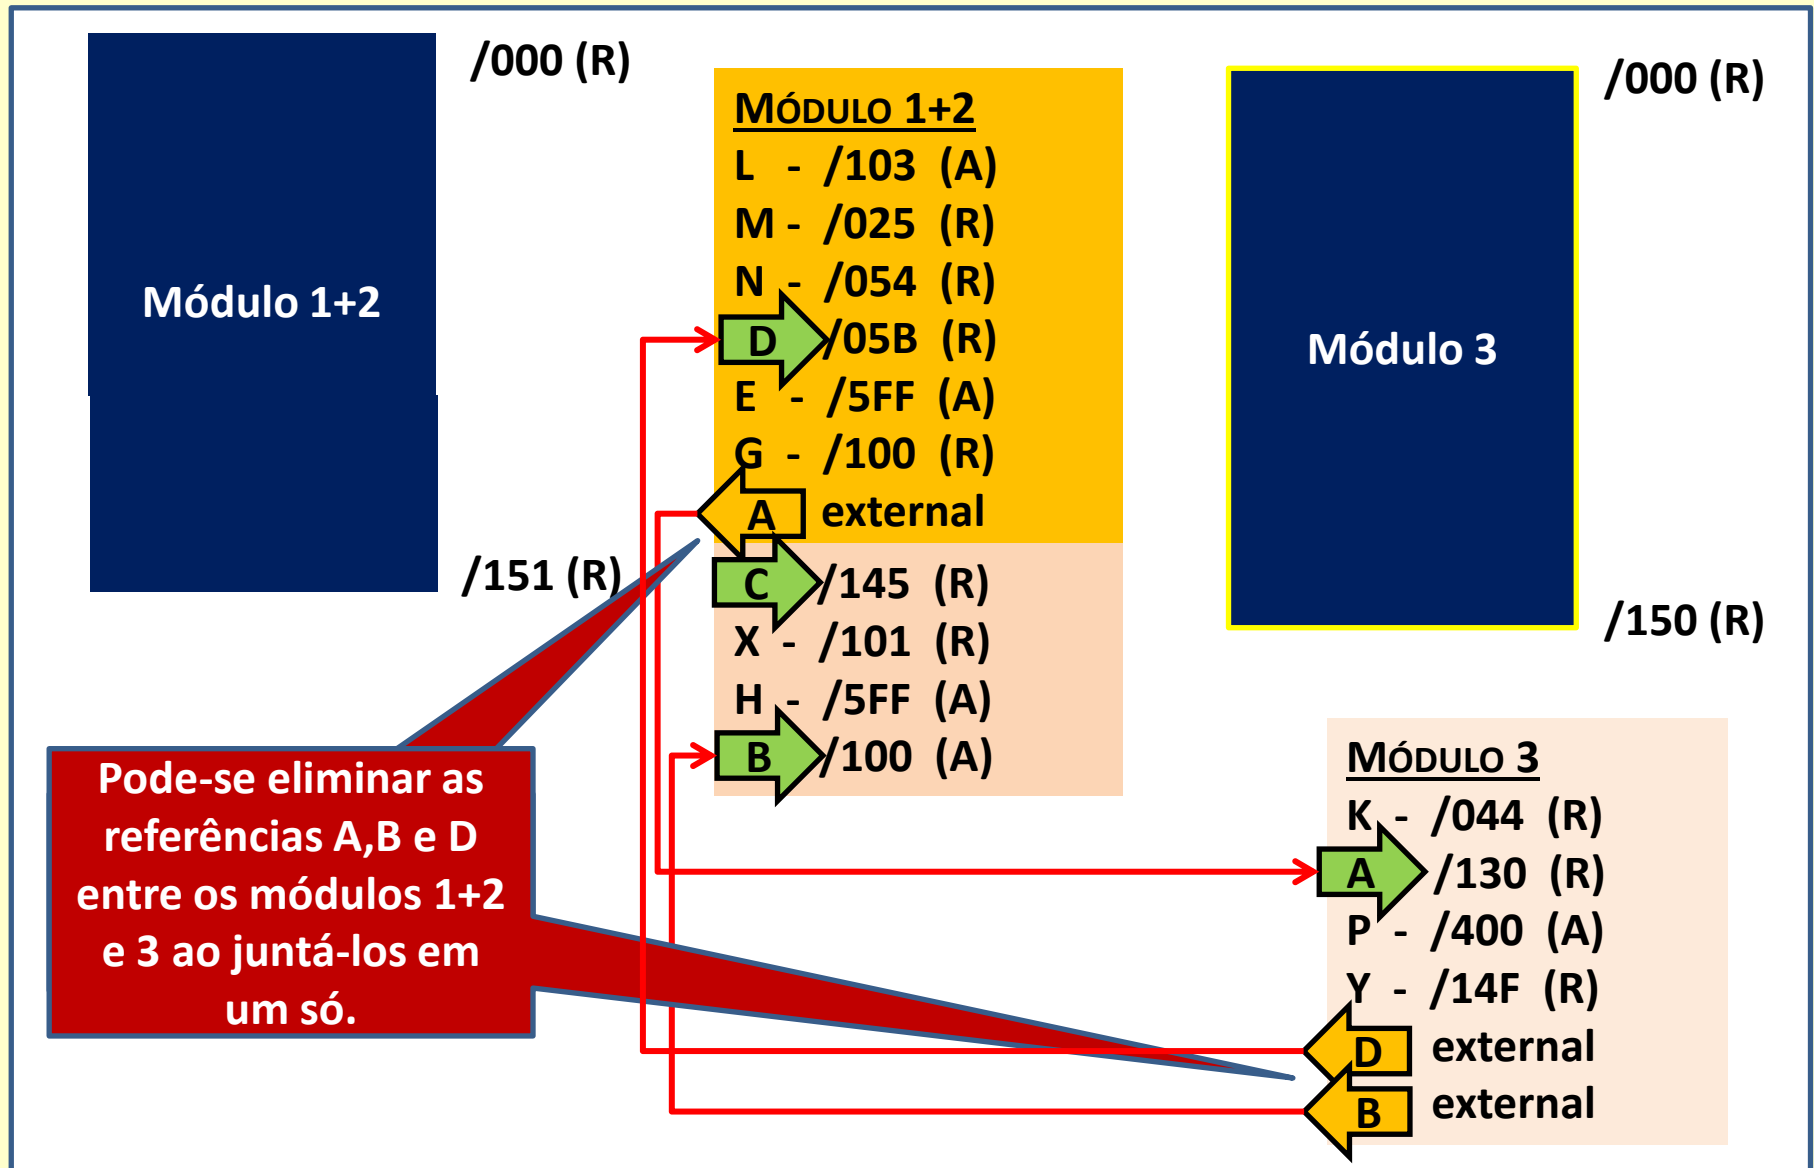 /000 (R)
Módulo 1+2
/151 (R)
MÓDULO 1+2
L - /103 (A)
M - /025 (R)
N - /054 (R)
D /05B (R)
E - /5FF (A)
G - /100 (R)
A external
C /145 (R)
X - /101 (R)
H - /5FF (A)
B /100 (A)
/000 (R)
Módulo 3
/150 (R)
MÓDULO 3
K - /044 (R)
A /130 (R)
P - /400 (A)
Y - /14F (R)
D external
B external
Pode-se eliminar as
referências A,B e D
entre os módulos 1+2
e 3 ao juntá-los em
um só.